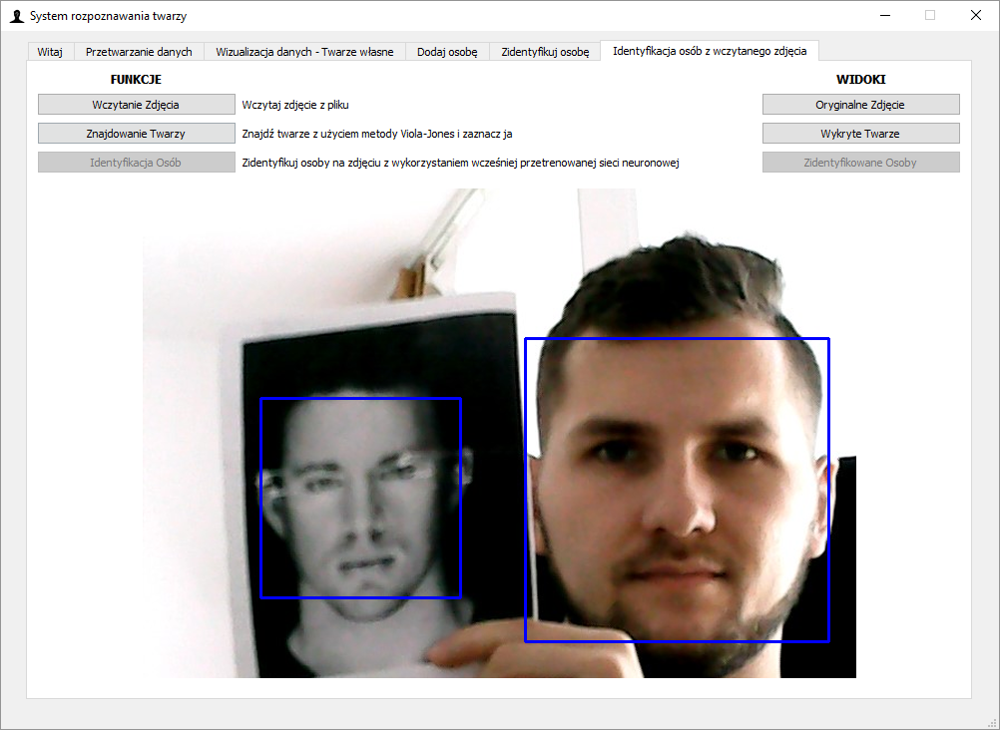 System rozpoznawania twarzy
Witaj
Przetwarzanie danych
Wizualizacja danych - Twarze własne
Dodaj osobę
Zidentyfikuj osobę
Identyfikacja osób z wczytanego zdjęcia
FUNKCJE
WIDOKI
Wczytanie Zdjęcia
Wczytaj zdjęcie z pliku
Oryginalne Zdjęcie
Znajdowanie Twarzy
Znajdź twarze z użyciem metody Viola-Jones i zaznacz ja
Wykryte Twarze
Identyfikacja Osób
Zidentyfikuj osoby na zdjęciu z wykorzystaniem wcześniej przetrenowanej sieci neuronowej
Zidentyfikowane Osoby